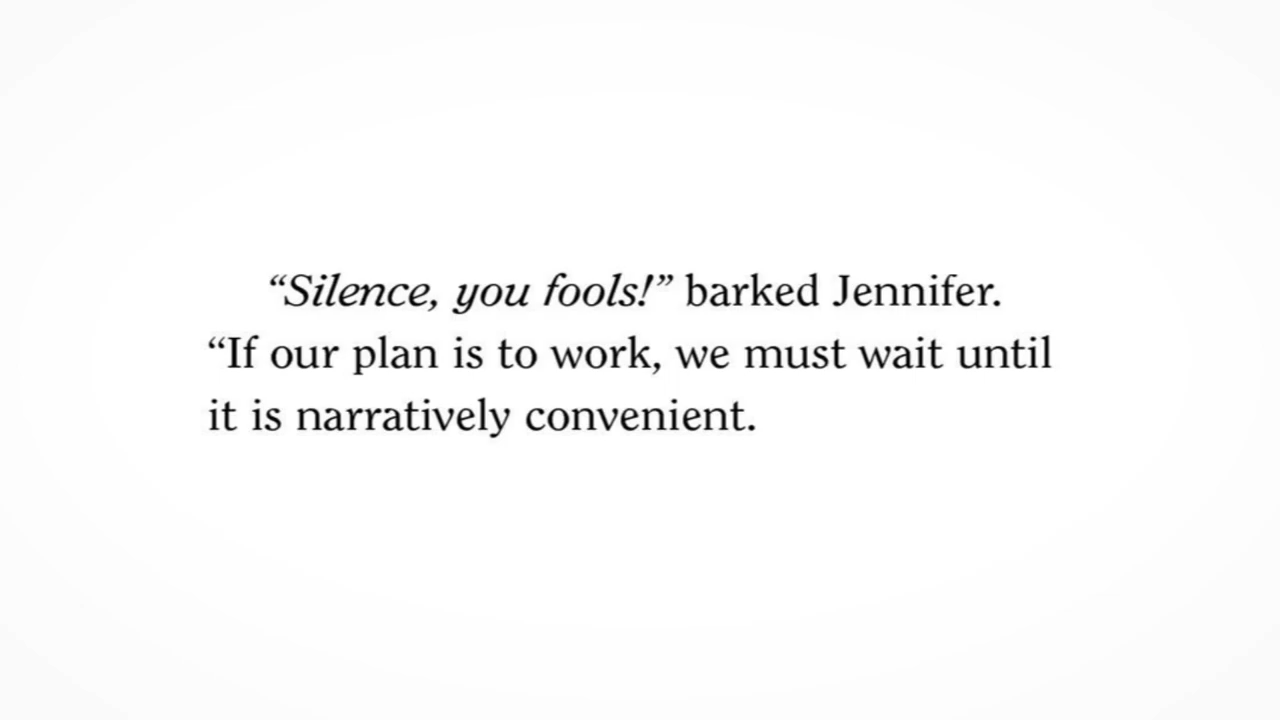 “Silence, you fools!” barked Jennifer.
“If our plan is to work, we must wait until
it is narratively convenient.